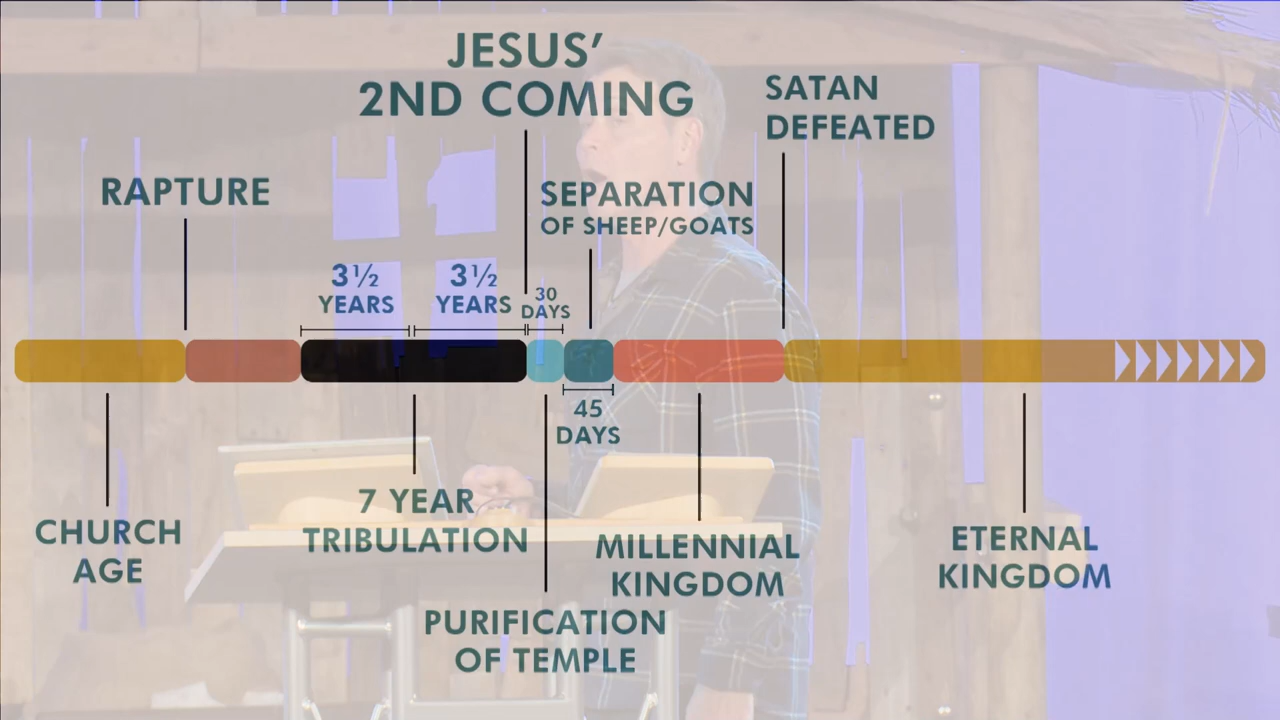 JESUS’
2ND COMING
SATAN
DEFEATED
RAPTURE
SEPARATION
OF SHEEP/GOATS
3½
YEARS
3½
YEARS
30
DAYS
45
DAYS
CHURCH
AGE
7 YEAR
TRIBULATION
PURIFICATION
OF TEMPLE
MILLENNIAL
KINGDOM
ETERNAL
KINGDOM